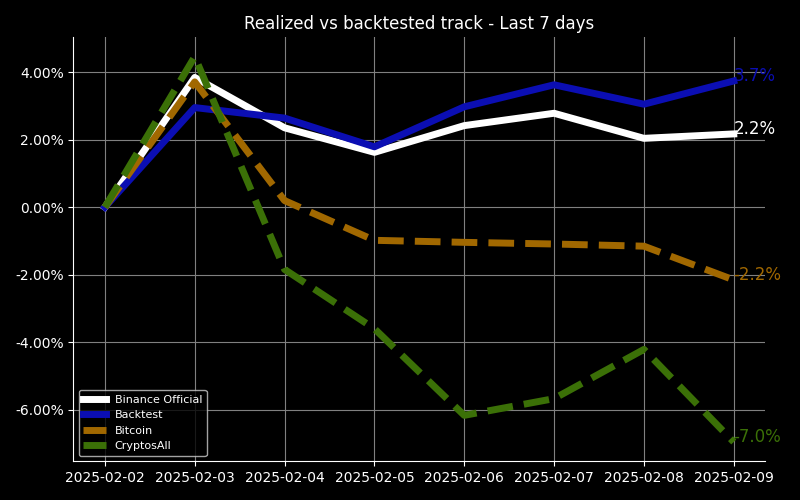 Realized vs backtested track - Last 7 days
4.00%
2.00%
0.00%
-2.00%
-4.00%
-6.00%
3.7%
2.2%
-2.2%
-7.0%
Binance Official
Backtest
Bitcoin
CryptosAll
2025-02-02 2025-02-03 2025-02-04 2025-02-05 2025-02-06 2025-02-07 2025-02-08 2025-02-09